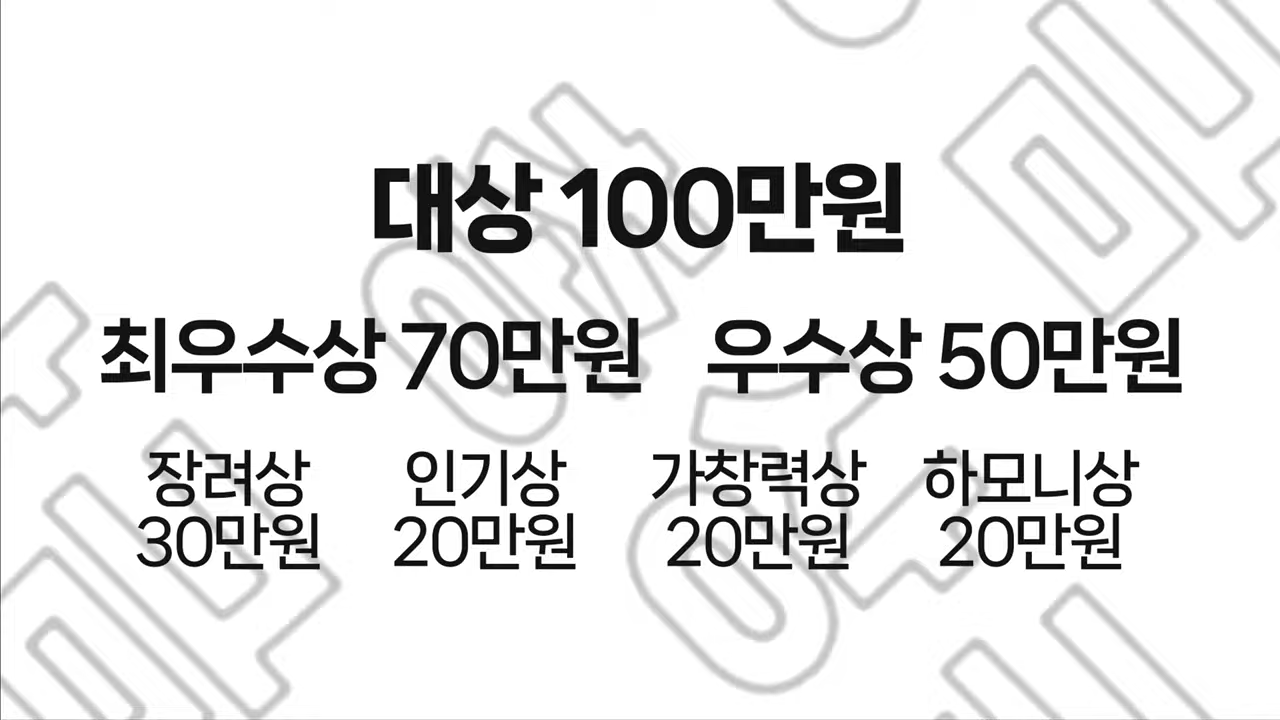 대상 100만원
최우수상 70만원 우수상 50만원
장려상 인기상 가창력상 하모니상
30만원 20만원 20만원 20만원